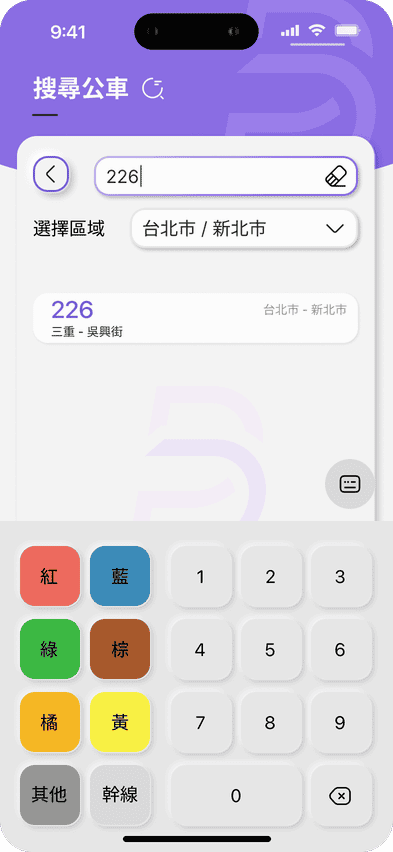 9:41
搜尋公車
226
選擇區域
台北市 / 新北市
226
台北市 - 新北市
三重 - 吳興街
紅 藍 1 2 3
綠 棕 4 5 6
橘 黃 7 8 9
其他 幹線 0